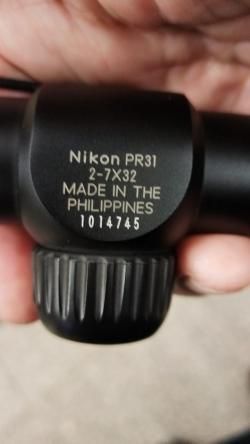 Nikon PR31
2-7X32
MADE IN THE
PHILIPPINES
1014745